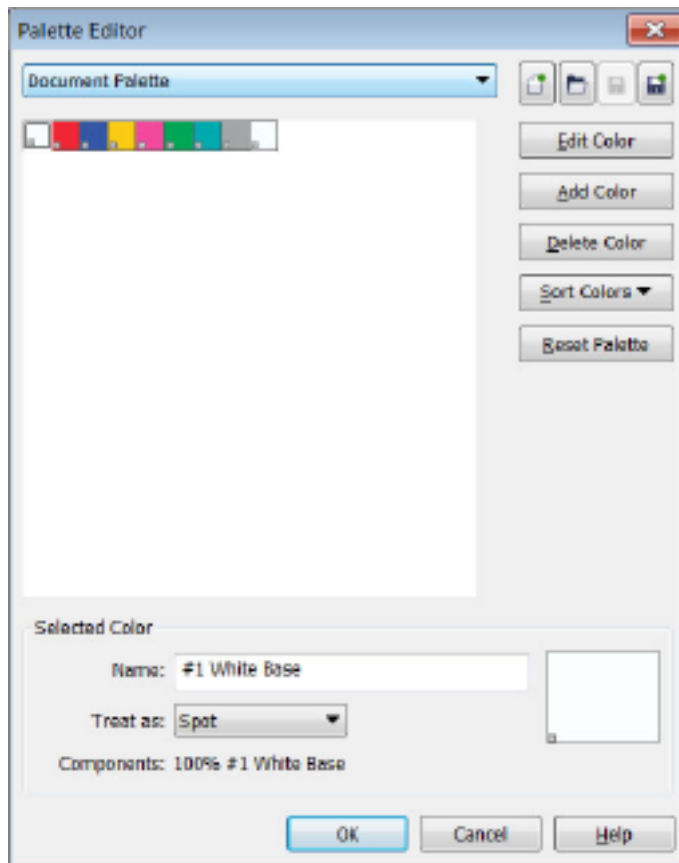 Palette Editor
Document Palette
Edit Color
Add Color
Delete Color
Sort Colors
Reset Palette
Selected Color
Name: #1 White Base
Treat as: Spot
Components: 100% #1 White Base
OK Cancel Help